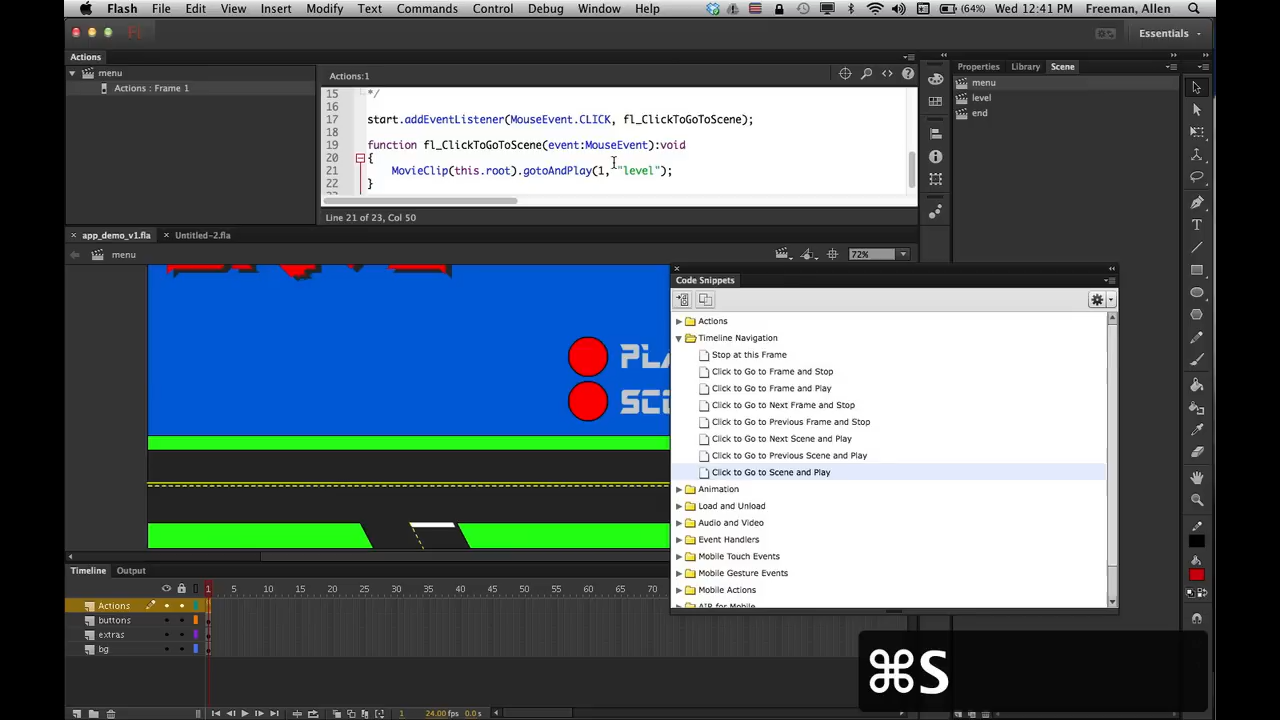 Flash File Edit View Insert Modify Text Commands Control Debug Window Help (64%) Wed 12:41 PM Freeman, Allen
Essentials
Actions
menu
Actions : Frame 1
Actions:1
15 */
16
17 start.addEventListener(MouseEvent.CLICK, fl_ClickToGoToScene);
18
19 function fl_ClickToGoToScene(event:MouseEvent):void
20 {
21 MovieClip(this.root).gotoAndPlay(1, "level");
22 }
Line 21 of 23, Col 50
Properties Library Scene
menu
level
end
app_demo_v1.fla Untitled-2.fla
menu
72%
Code Snippets
Actions
Timeline Navigation
Stop at this Frame
Click to Go to Frame and Stop
Click to Go to Frame and Play
Click to Go to Next Frame and Stop
Click to Go to Previous Frame and Stop
Click to Go to Next Scene and Play
Click to Go to Previous Scene and Play
Click to Go to Scene and Play
Animation
Load and Unload
Audio and Video
Event Handlers
Mobile Touch Events
Mobile Gesture Events
Mobile Actions
AIR for Mobile
Timeline Output
1 5 10 15 20 25 30 35 40 45 50 55 60 65 70
Actions
buttons
extras
bg
1 24.00 fps 0.0 s
⌘S